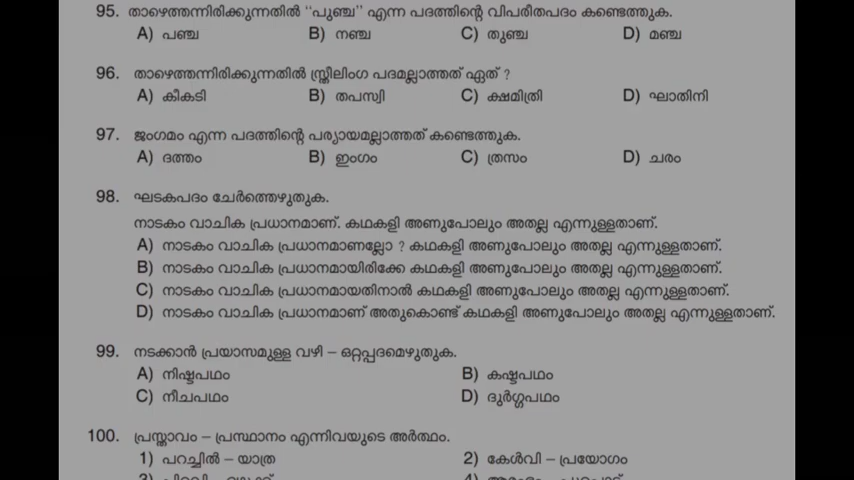 95. താഴെത്തന്നിരിക്കുന്നതിൽ ‘‘പുഞ്ച’’ എന്ന പദത്തിന്റെ വിപരീതപദം കണ്ടെത്തുക.
A) പഞ്ച B) നഞ്ച C) തുഞ്ച D) മഞ്ച
96. താഴെത്തന്നിരിക്കുന്നതിൽ സ്ത്രീലിംഗ പദമല്ലാത്തത് ഏത് ?
A) കീകടി B) തപസ്വി C) ക്ഷമിത്രി D) ഘാതിനി
97. ജംഗമം എന്ന പദത്തിന്റെ പര്യായമല്ലാത്തത് കണ്ടെത്തുക.
A) ദത്തം B) ഇംഗം C) ത്രസം D) ചരം
98. ഘടകപദം ചേർത്തെഴുതുക.
നാടകം വാചിക പ്രധാനമാണ്. കഥകളി അണുപോലും അതല്ല എന്നുള്ളതാണ്.
A) നാടകം വാചിക പ്രധാനമാണല്ലോ ? കഥകളി അണുപോലും അതല്ല എന്നുള്ളതാണ്.
B) നാടകം വാചിക പ്രധാനമായിരിക്കേ കഥകളി അണുപോലും അതല്ല എന്നുള്ളതാണ്.
C) നാടകം വാചിക പ്രധാനമായതിനാൽ കഥകളി അണുപോലും അതല്ല എന്നുള്ളതാണ്.
D) നാടകം വാചിക പ്രധാനമാണ് അതുകൊണ്ട് കഥകളി അണുപോലും അതല്ല എന്നുള്ളതാണ്.
99. നടക്കാൻ പ്രയാസമുള്ള വഴി – ഒറ്റപ്പദമെഴുതുക.
A) നിഷ്ടപഥം B) കഷ്ടപഥം
C) നീചപഥം D) ദുർഗ്ഗപഥം
100. പ്രസ്താവം – പ്രസ്ഥാനം എന്നിവയുടെ അർത്ഥം.
1) പറച്ചിൽ – യാത്ര 2) കേൾവി – പ്രയോഗം